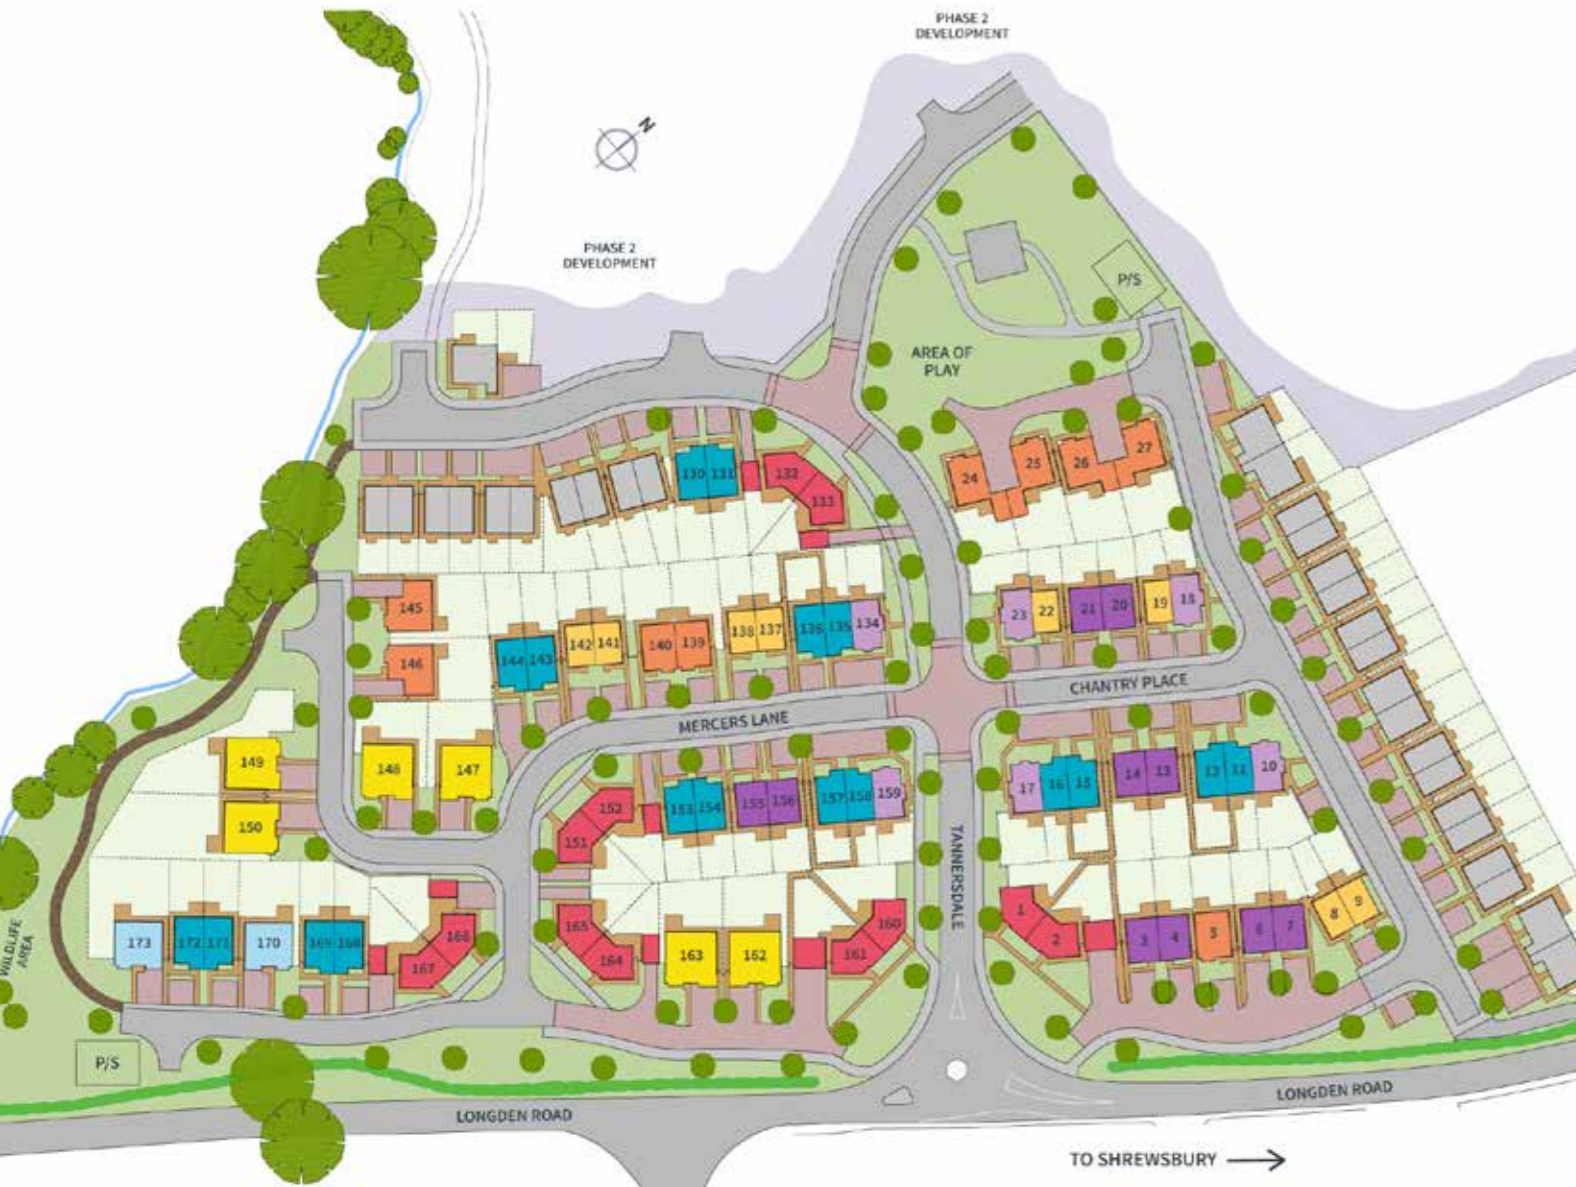 PHASE 2
DEVELOPMENT
N
PHASE 2
DEVELOPMENT
P/S
AREA OF
PLAY
27
25
26
24
130 131
132
133
145
23 22
21 20
19 18
144 143
142 141
140 139
138 137
136 135 134
146
CHANTRY PLACE
MERCERS LANE
149
148
147
17 16 15
14 13
12 11 10
150
152
151
153 154
155 156
157 158 159
TANNERSDALE
WILDLIFE
AREA
173
172 171
170
169 168
166
167
165
164
163
162
160
161
1
2
3 4
5
6 7
8 9
P/S
LONGDEN ROAD
LONGDEN ROAD
TO SHREWSBURY